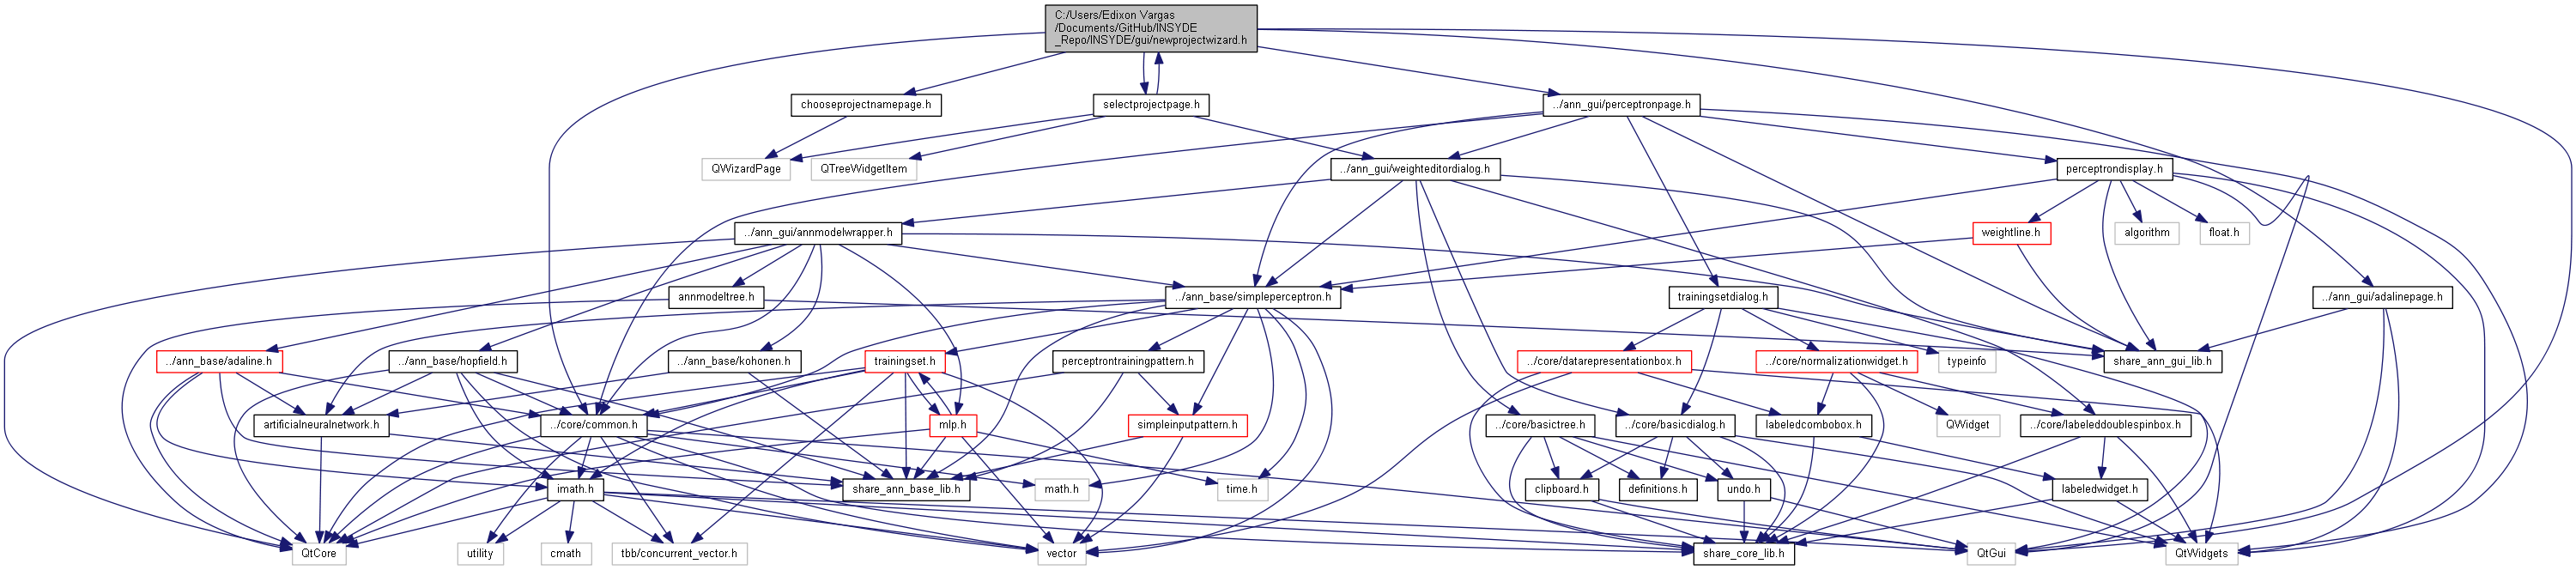 C:/Users/Edixon Vargas
/Documents/GitHub/INSYDE
_Repo/INSYDE/gui/newprojectwizard.h
chooseprojectnamepage.h
selectprojectpage.h
../ann_gui/perceptronpage.h
QWizardPage
QTreeWidgetItem
../ann_gui/weighteditordialog.h
perceptrondisplay.h
../ann_gui/annmodelwrapper.h
weightline.h
algorithm
float.h
annmodeltree.h
../ann_base/simpleperceptron.h
trainingsetdialog.h
../ann_gui/adalinepage.h
../ann_base/adaline.h
../ann_base/hopfield.h
../ann_base/kohonen.h
trainingset.h
perceptrontrainingpattern.h
../core/datarepresentationbox.h
../core/normalizationwidget.h
typeinfo
share_ann_gui_lib.h
artificialneuralnetwork.h
../core/common.h
mlp.h
simpleinputpattern.h
../core/basictree.h
../core/basicdialog.h
labeledcombobox.h
QWidget
../core/labeleddoublespinbox.h
imath.h
share_ann_base_lib.h
math.h
time.h
clipboard.h
definitions.h
undo.h
labeledwidget.h
QtCore
utility
cmath
tbb/concurrent_vector.h
vector
share_core_lib.h
QtGui
QtWidgets